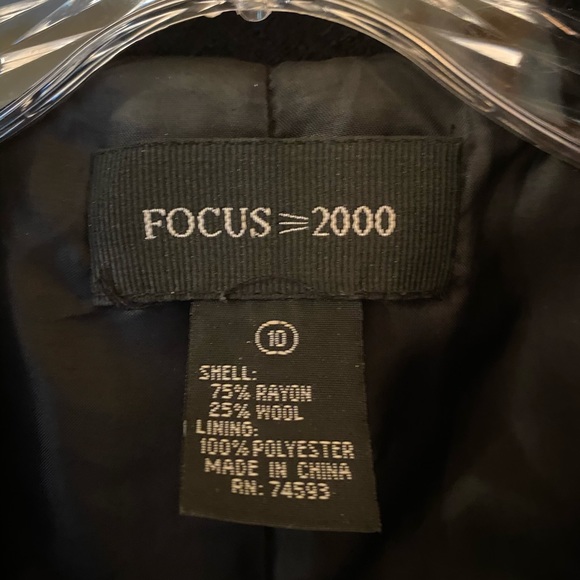 FOCUS ⪖ 2000
10
SHELL:
75% RAYON
25% WOOL
LINING:
100% POLYESTER
MADE IN CHINA
RN: 74593